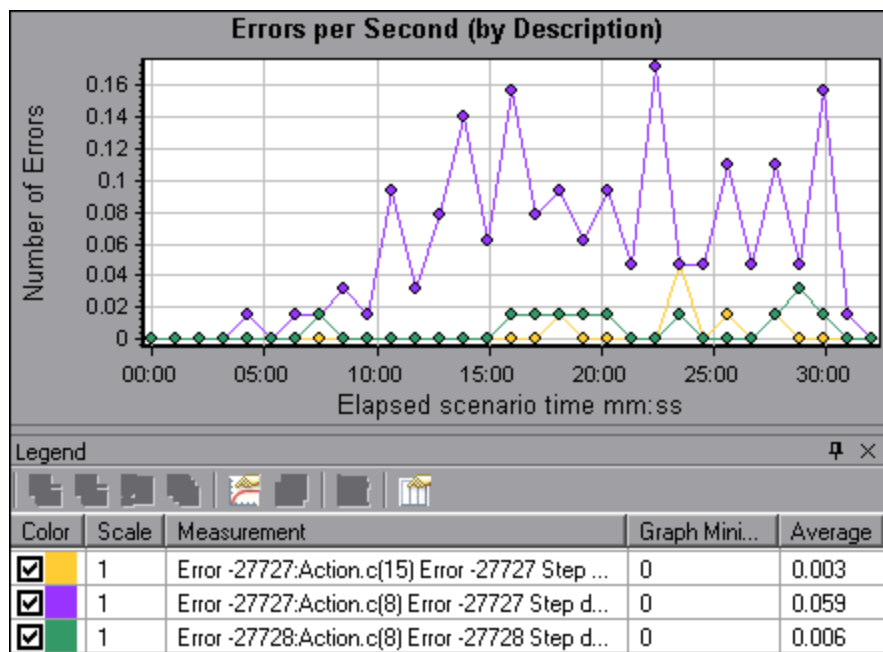 Errors per Second (by Description)
Number of Errors
0.16
0.14
0.12
0.1
0.08
0.06
0.04
0.02
0
00:00 05:00 10:00 15:00 20:00 25:00 30:00
Elapsed scenario time mm:ss
Legend
Color Scale Measurement Graph Mini... Average
1 Error -27727:Action.c(15) Error -27727 Step ... 0 0.003
1 Error -27727:Action.c(8) Error -27727 Step d... 0 0.059
1 Error -27728:Action.c(8) Error -27728 Step d... 0 0.006